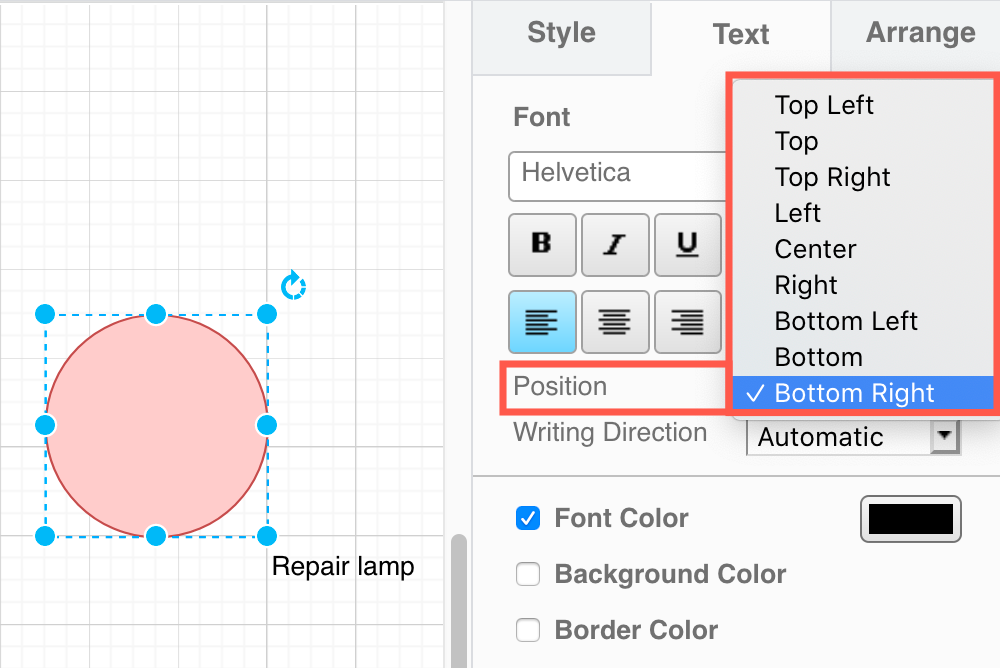 Style Text Arrange
Font
Helvetica
B I U
Position
Writing Direction
Top Left
Top
Top Right
Left
Center
Right
Bottom Left
Bottom
✓ Bottom Right
Automatic
Font Color
Background Color
Border Color
Repair lamp